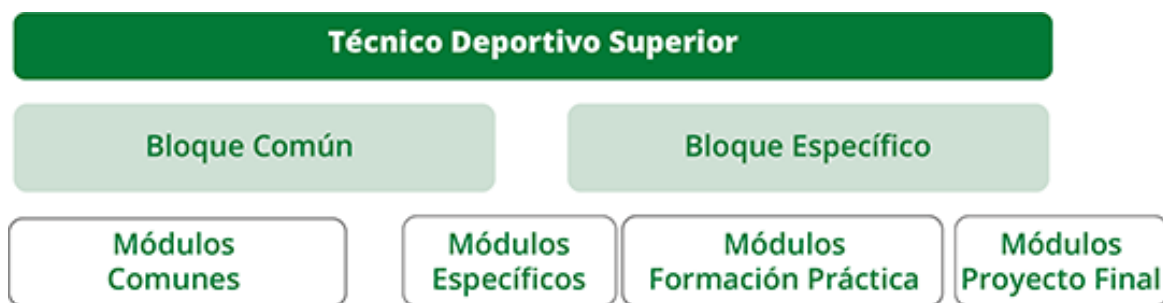 Técnico Deportivo Superior
Bloque Común
Bloque Específico
Módulos
Comunes
Módulos
Específicos
Módulos
Formación Práctica
Módulos
Proyecto Final